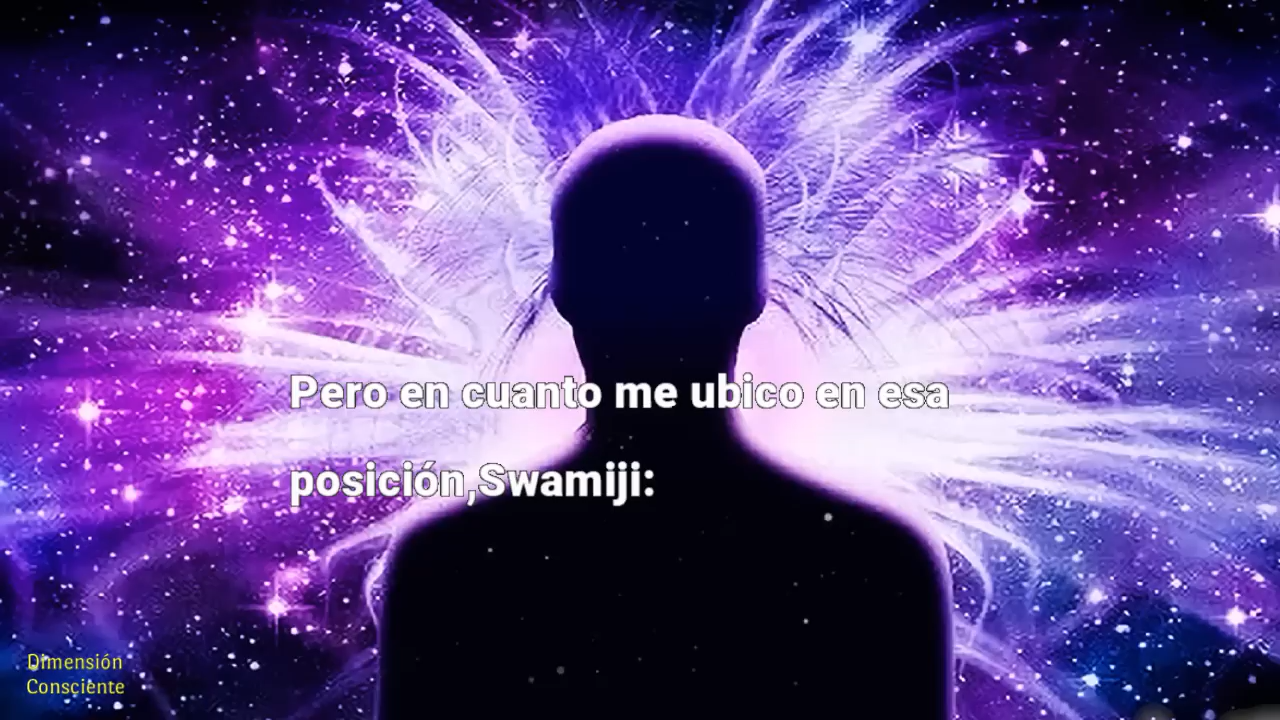 Pero en cuanto me ubico en esa
posición,Swamiji:
Dimensión
Consciente